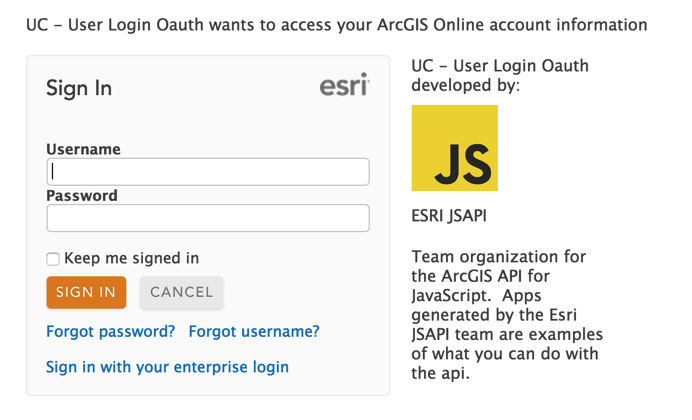 UC – User Login Oauth wants to access your ArcGIS Online account information
Sign In
esri
Username
Password
Keep me signed in
SIGN IN
CANCEL
Forgot password?
Forgot username?
Sign in with your enterprise login
UC – User Login Oauth
developed by:
JS
ESRI JSAPI
Team organization for
the ArcGIS API for
JavaScript.  Apps
generated by the Esri
JSAPI team are examples
of what you can do with
the api.